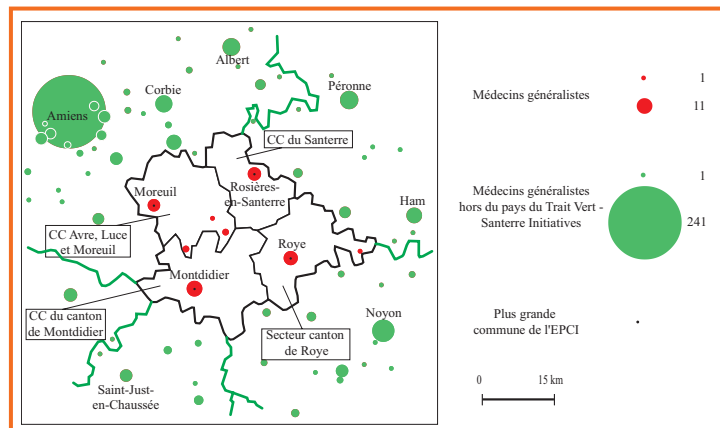 Albert
Corbie
Péronne
Amiens
CC du Santerre
Moreuil
Rosières-
en-Santerre
Ham
CC Avre, Luce
et Moreuil
Roye
Montdidier
CC du canton
de Montdidier
Secteur canton
de Roye
Noyon
Saint-Just-
en-Chaussée
Médecins généralistes
1
11
Médecins généralistes
hors du pays du Trait Vert -
Santerre Initiatives
1
241
Plus grande
commune de l'EPCI
0
15 km